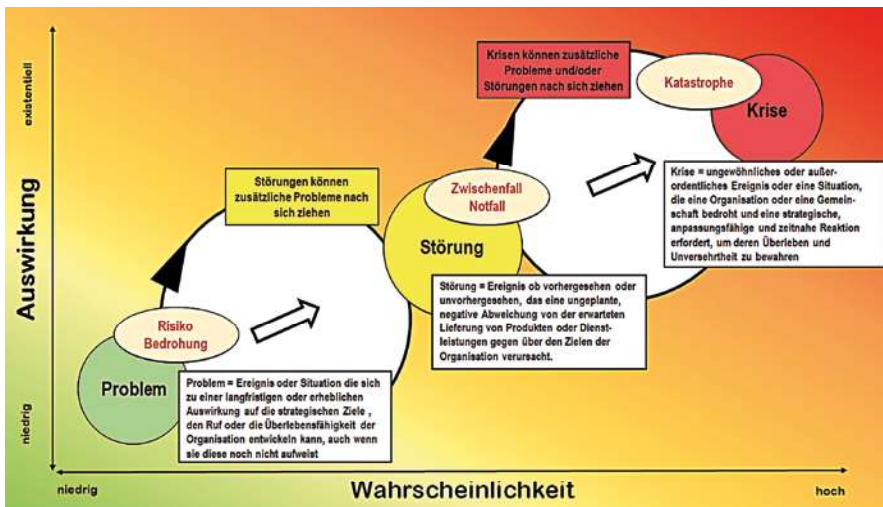 existentiell
Auswirkung
niedrig
Krisen können zusätzliche
Probleme und/oder
Störungen nach sich ziehen
Katastrophe
Krise
Krise = ungewöhnliches oder außer-
ordentliches Ereignis oder eine Situation,
die eine Organisation oder eine Gemein-
schaft bedroht und eine strategische,
anpassungsfähige und zeitnahe Reaktion
erfordert, um deren Überleben und
Unversehrtheit zu bewahren
Störungen können
zusätzliche Probleme nach
sich ziehen
Zwischenfall
Notfall
Störung
Störung = Ereignis ob vorhergesehen oder
unvorhergesehen, das eine ungeplante,
negative Abweichung von der erwarteten
Lieferung von Produkten oder Dienst-
leistungen gegen über den Zielen der
Organisation verursacht.
Risiko
Bedrohung
Problem
Problem = Ereignis oder Situation die sich
zu einer langfristigen oder erheblichen
Auswirkung auf die strategischen Ziele ,
den Ruf oder die Überlebensfähigkeit der
Organisation entwickeln kann, auch wenn
sie diese noch nicht aufweist
niedrig
Wahrscheinlichkeit
hoch